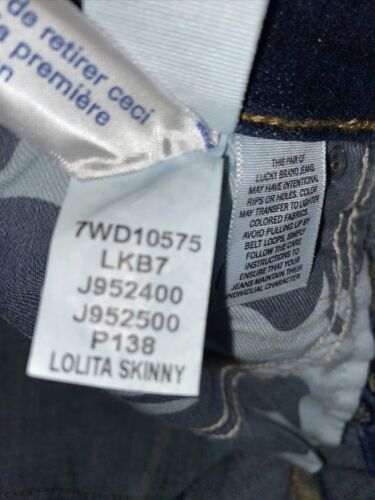 de retirer ceci
a première
on
7WD10575
LKB7
J952400
J952500
P138
LOLITA SKINNY
THIS PAIR OF
LUCKY BRAND JEANS
MAY HAVE INTENTIONAL
RIPS OR HOLES. COLOR
MAY TRANSFER TO LIGHTER
COLORED FABRICS.
AVOID PULLING UP BY
BELT LOOPS, SIMPLY
FOLLOW THE CARE
INSTRUCTIONS TO
ENSURE THAT YOUR
JEANS MAINTAIN THEIR
INDIVIDUAL CHARACTER